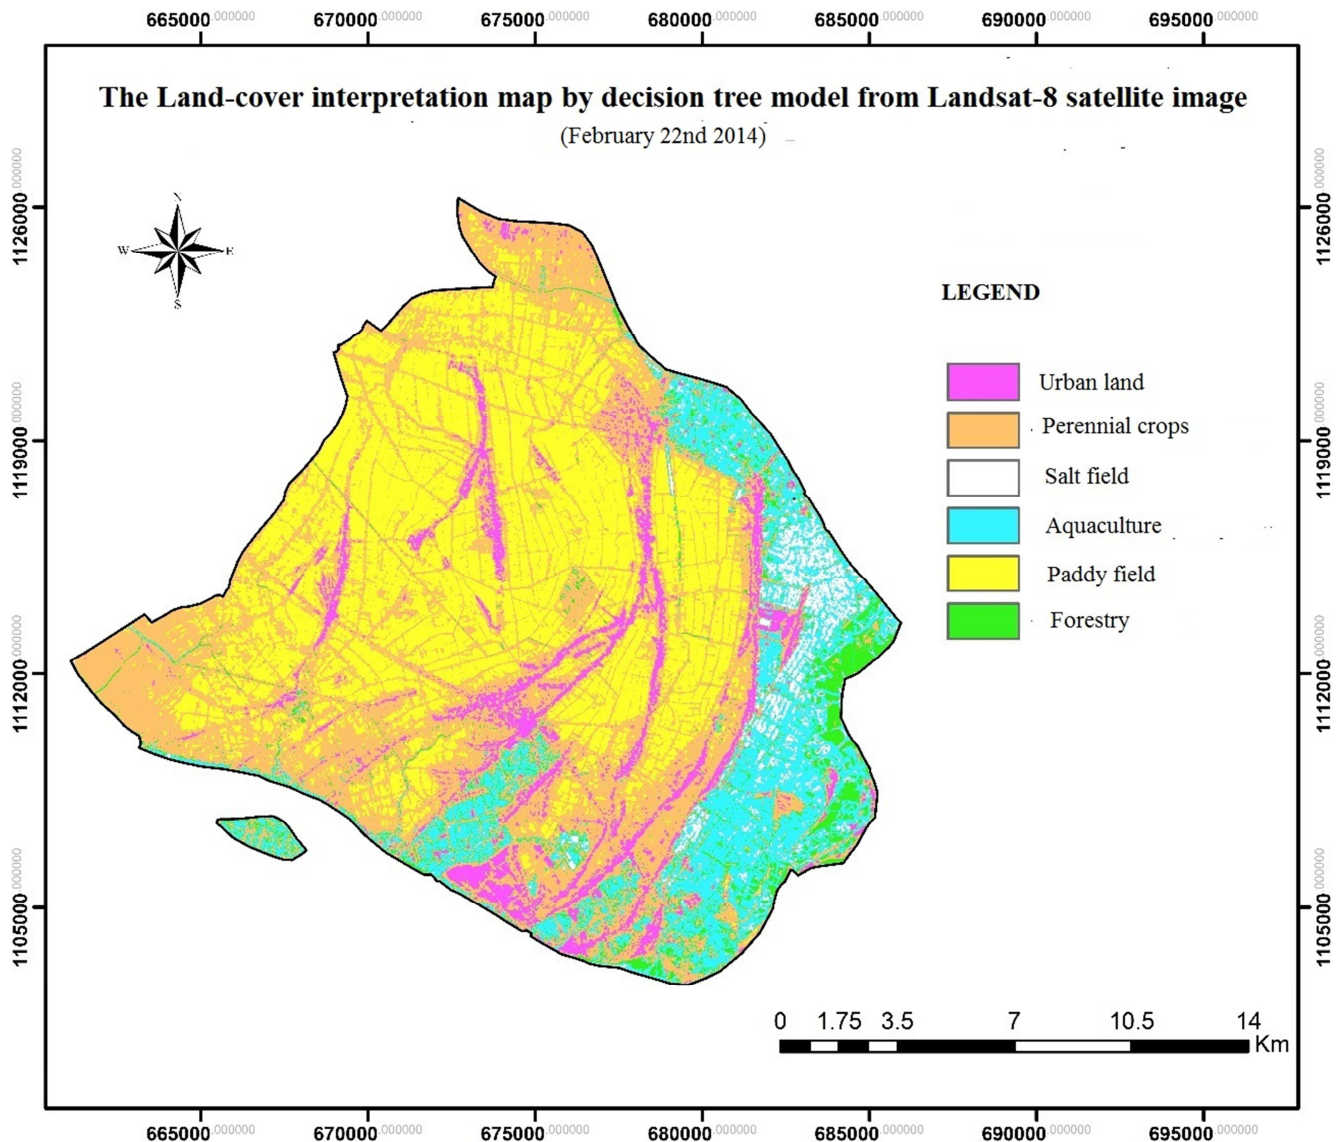 665000.000000 670000.000000 675000.000000 680000.000000 685000.000000 690000.000000 695000.000000
The Land-cover interpretation map by decision tree model from Landsat-8 satellite image
(February 22nd 2014)
N
W E
S
LEGEND
Urban land
Perennial crops
Salt field
Aquaculture
Paddy field
Forestry
1126000.000000
1119000.000000
1112000.000000
1105000.000000
1126000.000000
1119000.000000
1112000.000000
1105000.000000
0 1.75 3.5 7 10.5 14
Km
665000.000000 670000.000000 675000.000000 680000.000000 685000.000000 690000.000000 695000.000000